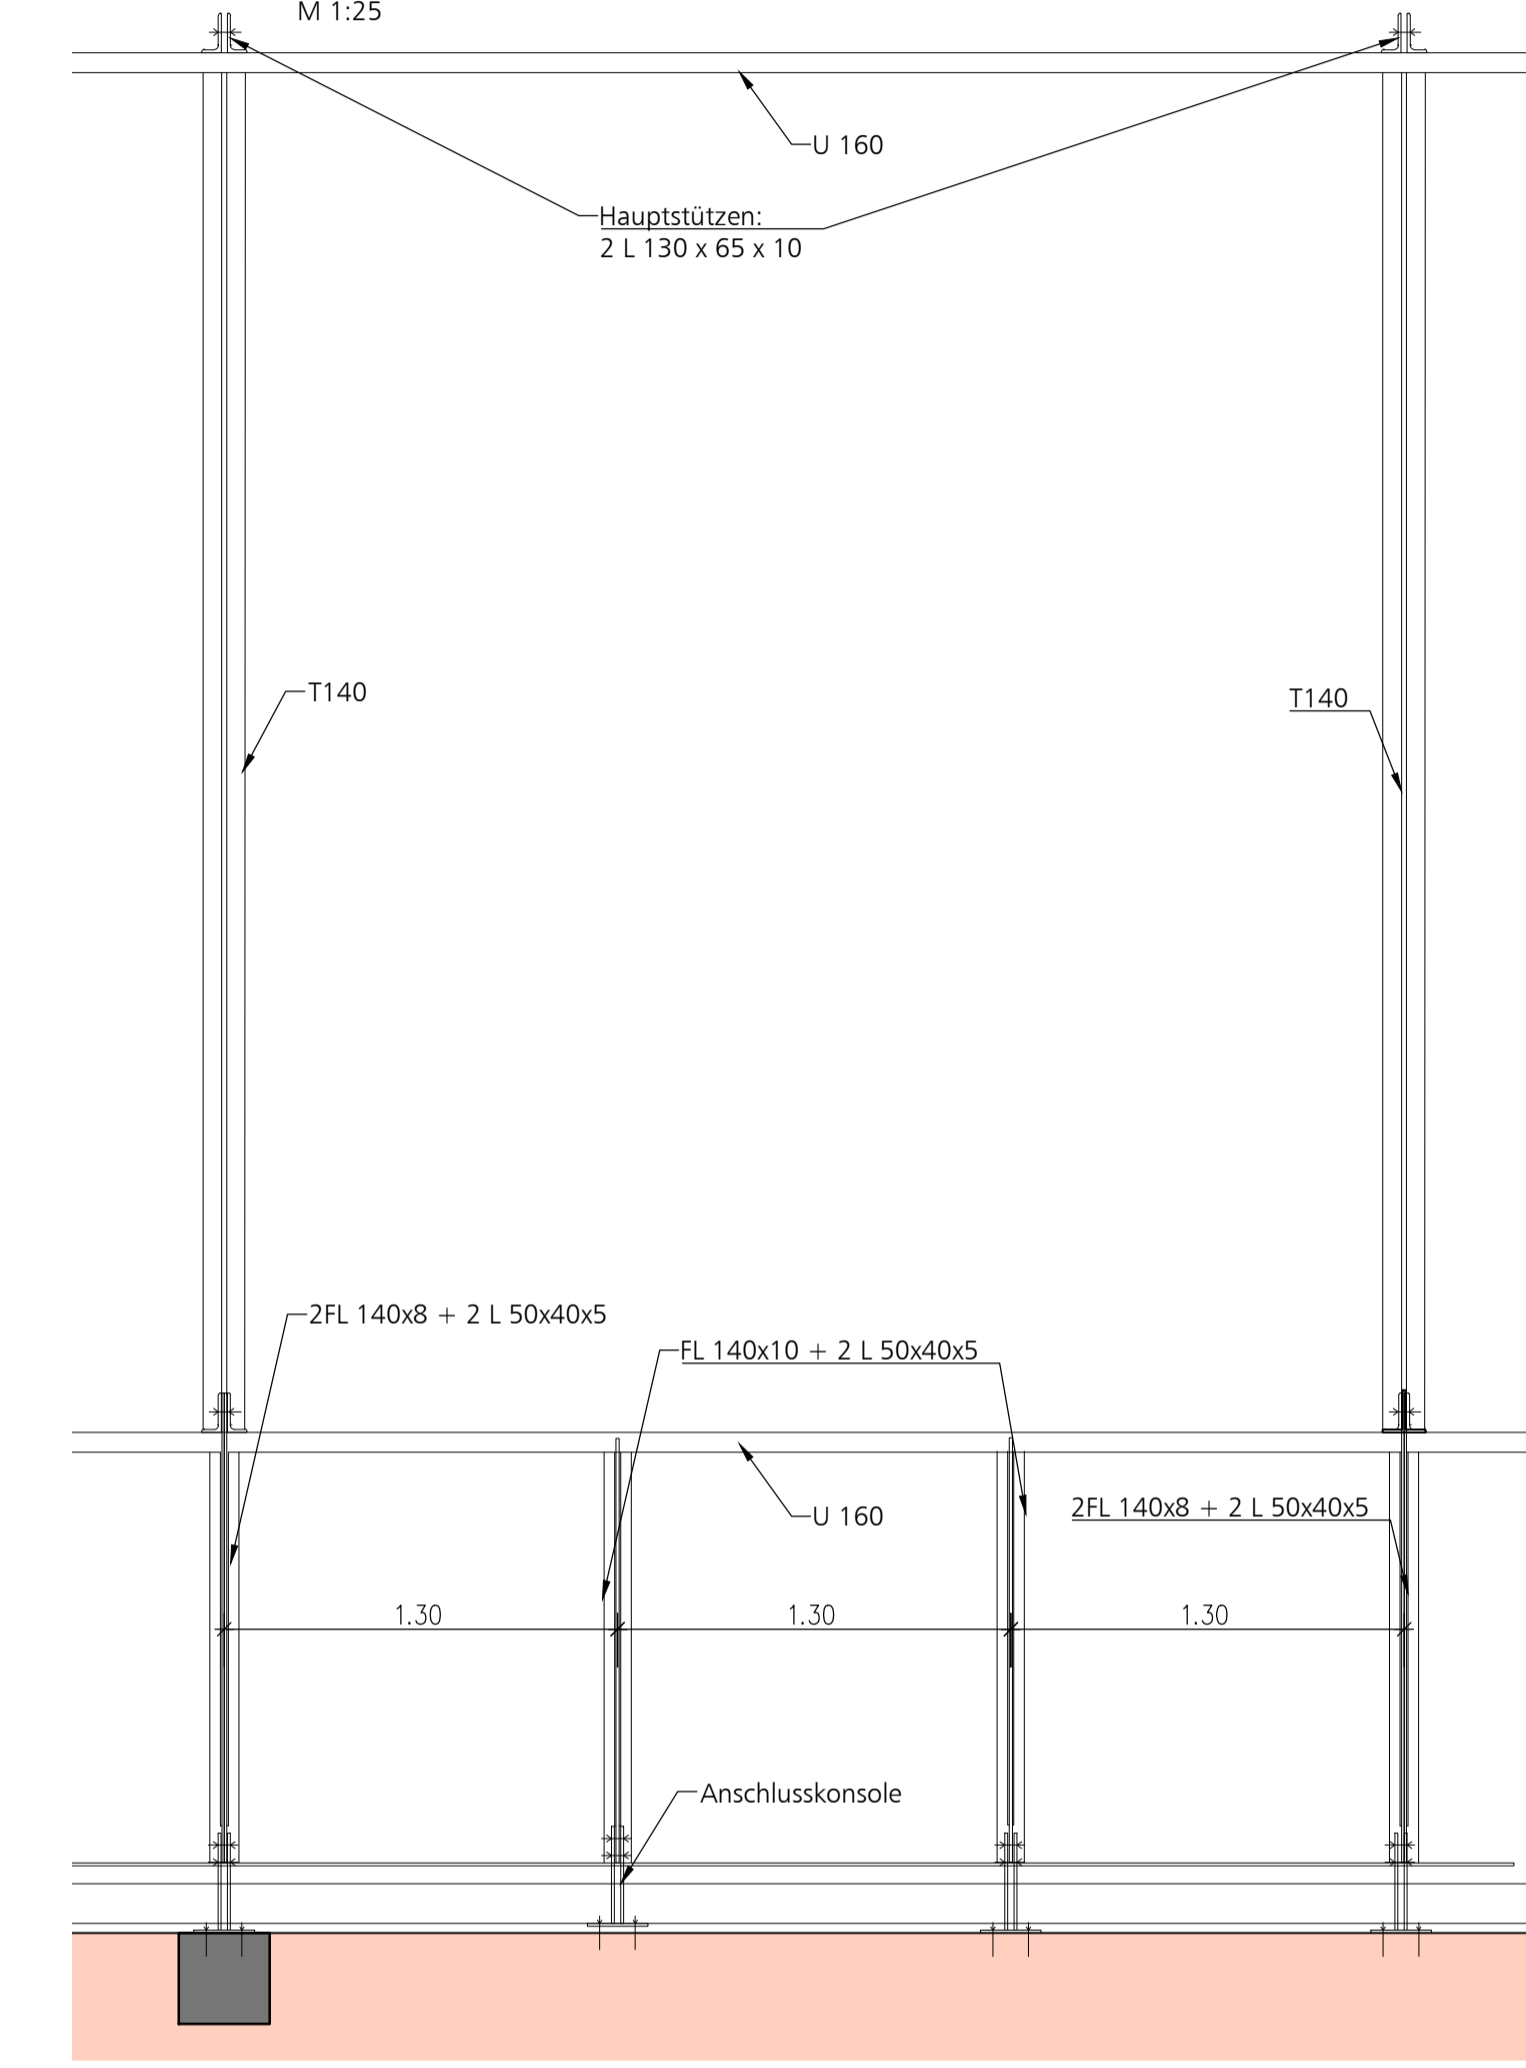 M 1:25
U 160
Hauptstützen:
2 L 130 x 65 x 10
T140
T140
2FL 140x8 + 2 L 50x40x5
FL 140x10 + 2 L 50x40x5
U 160
2FL 140x8 + 2 L 50x40x5
1.30
1.30
1.30
Anschlusskonsole